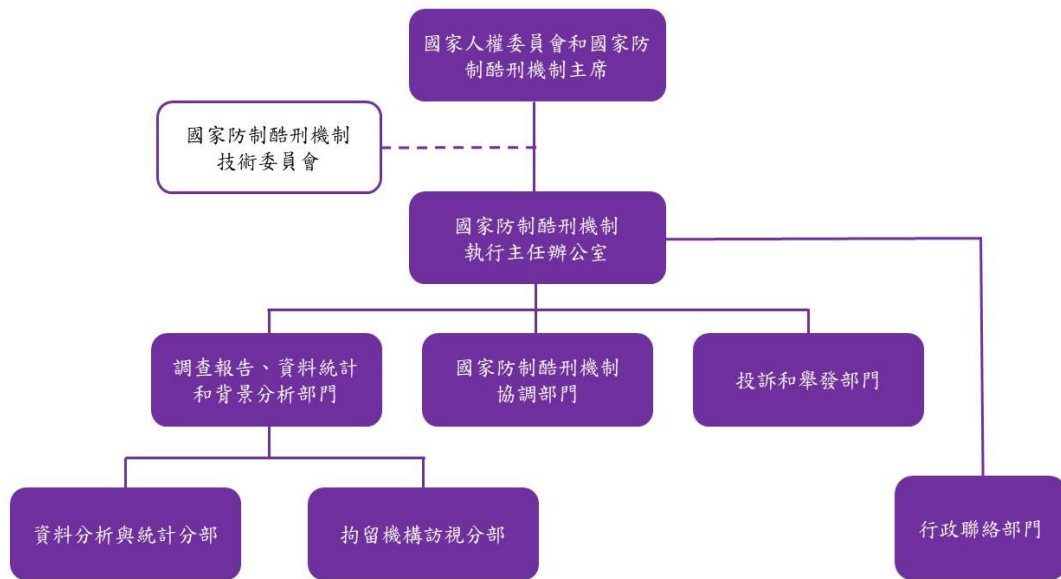 國家人權委員會和國家防
制酷刑機制主席
國家防制酷刑機制
技術委員會
國家防制酷刑機制
執行主任辦公室
調查報告、資料統計
和背景分析部門
國家防制酷刑機制
協調部門
投訴和舉發部門
資料分析與統計分部
拘留機構訪視分部
行政聯絡部門